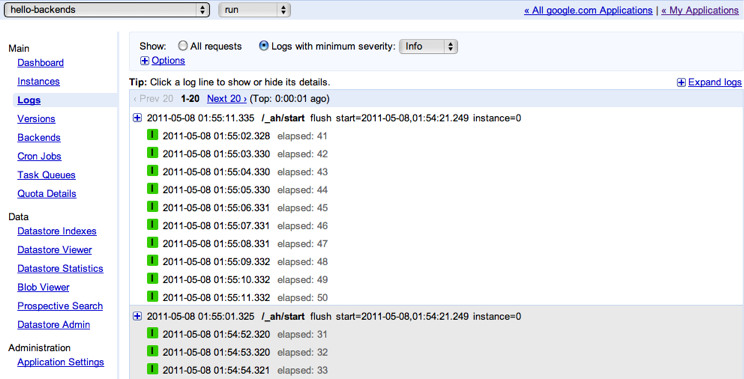 hello-backends run « All google.com Applications | « My Applications
Main
Dashboard
Instances
Logs
Versions
Backends
Cron Jobs
Task Queues
Quota Details
Data
Datastore Indexes
Datastore Viewer
Datastore Statistics
Blob Viewer
Prospective Search
Datastore Admin
Administration
Application Settings
Show: All requests Logs with minimum severity: Info
Options
Tip: Click a log line to show or hide its details. Expand logs
‹ Prev 20 1-20 Next 20 › (Top: 0:00:01 ago)
2011-05-08 01:55:11.335 /_ah/start flush start=2011-05-08,01:54:21.249 instance=0
I 2011-05-08 01:55:02.328 elapsed: 41
I 2011-05-08 01:55:03.330 elapsed: 42
I 2011-05-08 01:55:04.330 elapsed: 43
I 2011-05-08 01:55:05.330 elapsed: 44
I 2011-05-08 01:55:06.331 elapsed: 45
I 2011-05-08 01:55:07.331 elapsed: 46
I 2011-05-08 01:55:08.331 elapsed: 47
I 2011-05-08 01:55:09.332 elapsed: 48
I 2011-05-08 01:55:10.332 elapsed: 49
I 2011-05-08 01:55:11.332 elapsed: 50
2011-05-08 01:55:01.325 /_ah/start flush start=2011-05-08,01:54:21.249 instance=0
I 2011-05-08 01:54:52.320 elapsed: 31
I 2011-05-08 01:54:53.320 elapsed: 32
I 2011-05-08 01:54:54.321 elapsed: 33